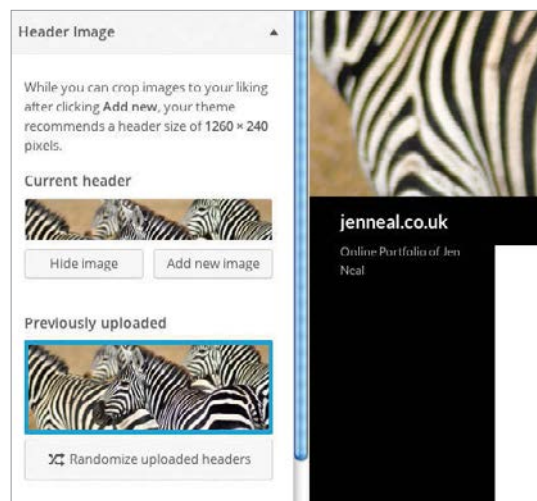 Header Image
While you can crop images to your liking
after clicking Add new, your theme
recommends a header size of 1260 × 240
pixels.
Current header
Hide image
Add new image
Previously uploaded
Randomize uploaded headers
jenneal.co.uk
Online Portfolio of Jen
Neal